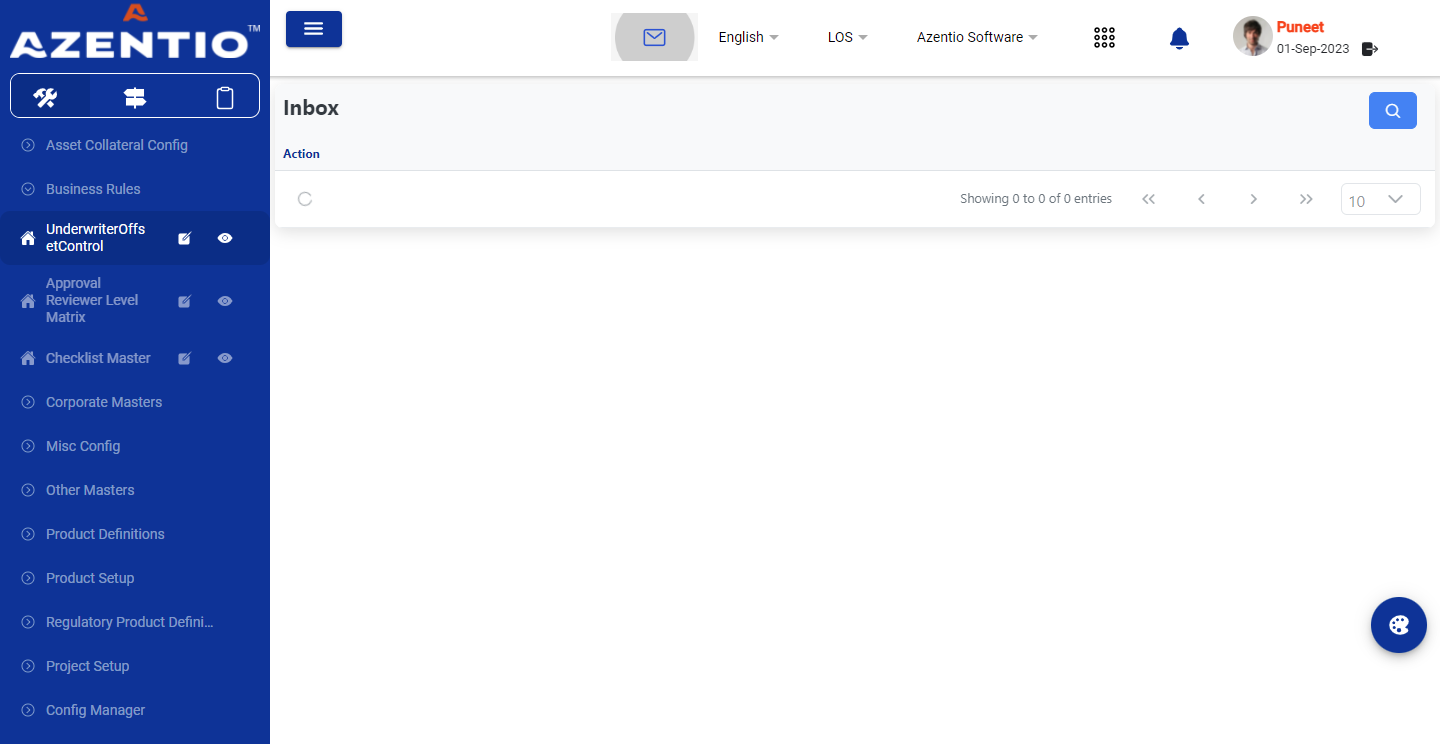 AZENTIO™
English
LOS
Azentio Software
Puneet
01-Sep-2023
Inbox
Action
Showing 0 to 0 of 0 entries
10
Asset Collateral Config
Business Rules
UnderwriterOffs
etControl
Approval
Reviewer Level
Matrix
Checklist Master
Corporate Masters
Misc Config
Other Masters
Product Definitions
Product Setup
Regulatory Product Defini...
Project Setup
Config Manager